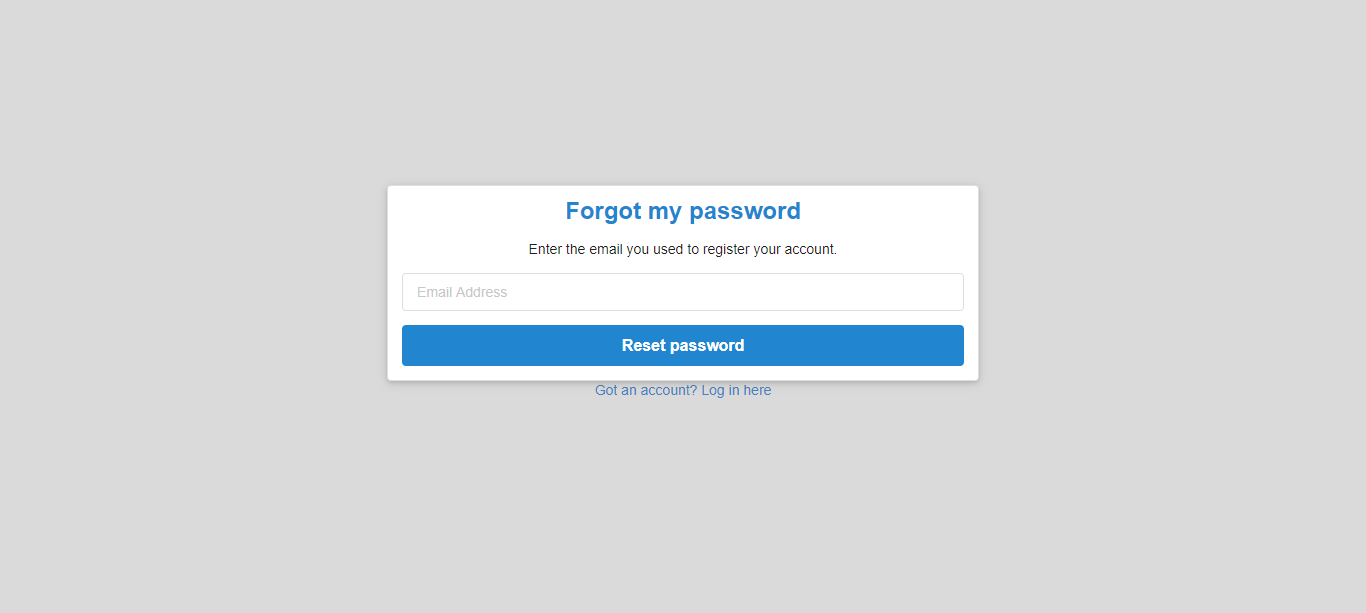 Forgot my password
Enter the email you used to register your account.
Email Address
Reset password
Got an account? Log in here